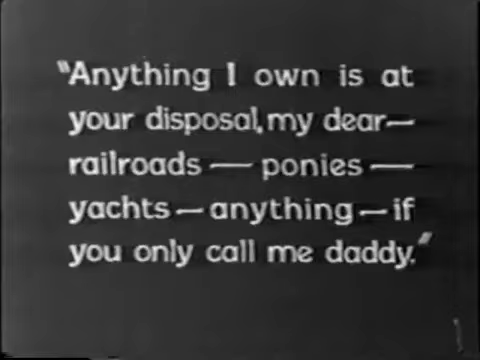 "Anything I own is at
your disposal, my dear—
railroads — ponies —
yachts — anything — if
you only call me daddy."